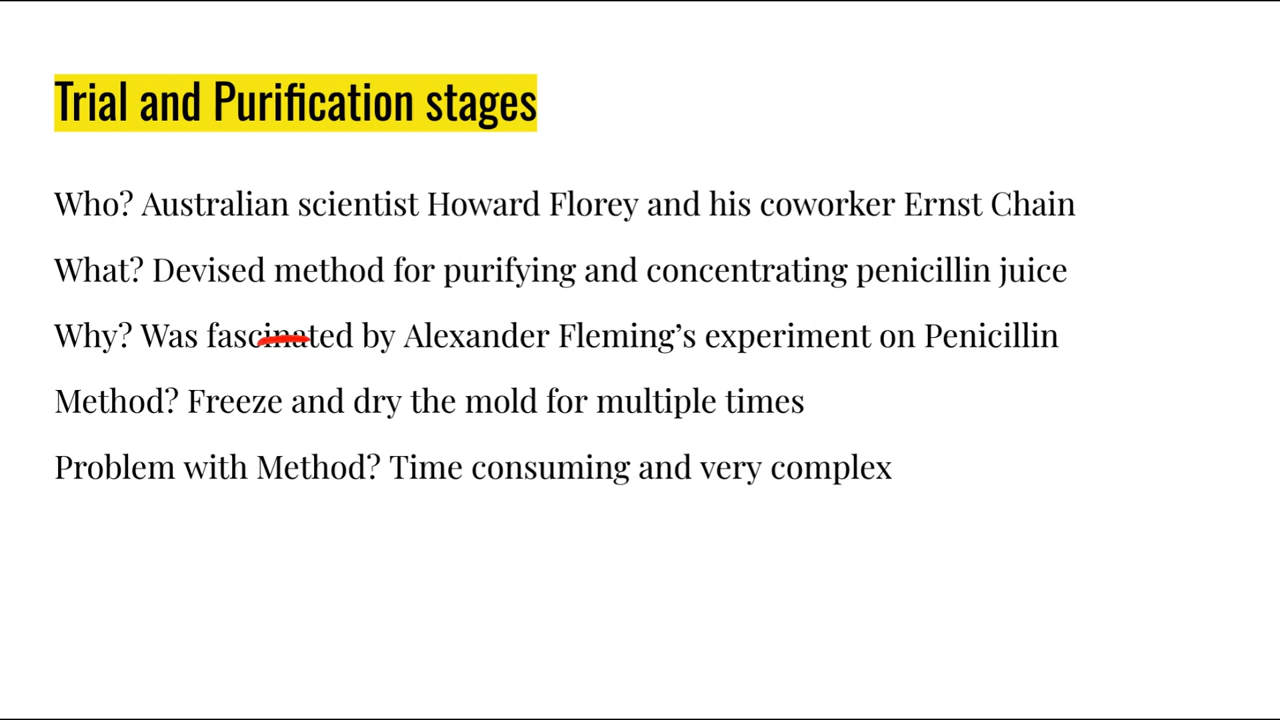 Trial and Purification stages
Who? Australian scientist Howard Florey and his coworker Ernst Chain
What? Devised method for purifying and concentrating penicillin juice
Why? Was fascinated by Alexander Fleming’s experiment on Penicillin
Method? Freeze and dry the mold for multiple times
Problem with Method? Time consuming and very complex